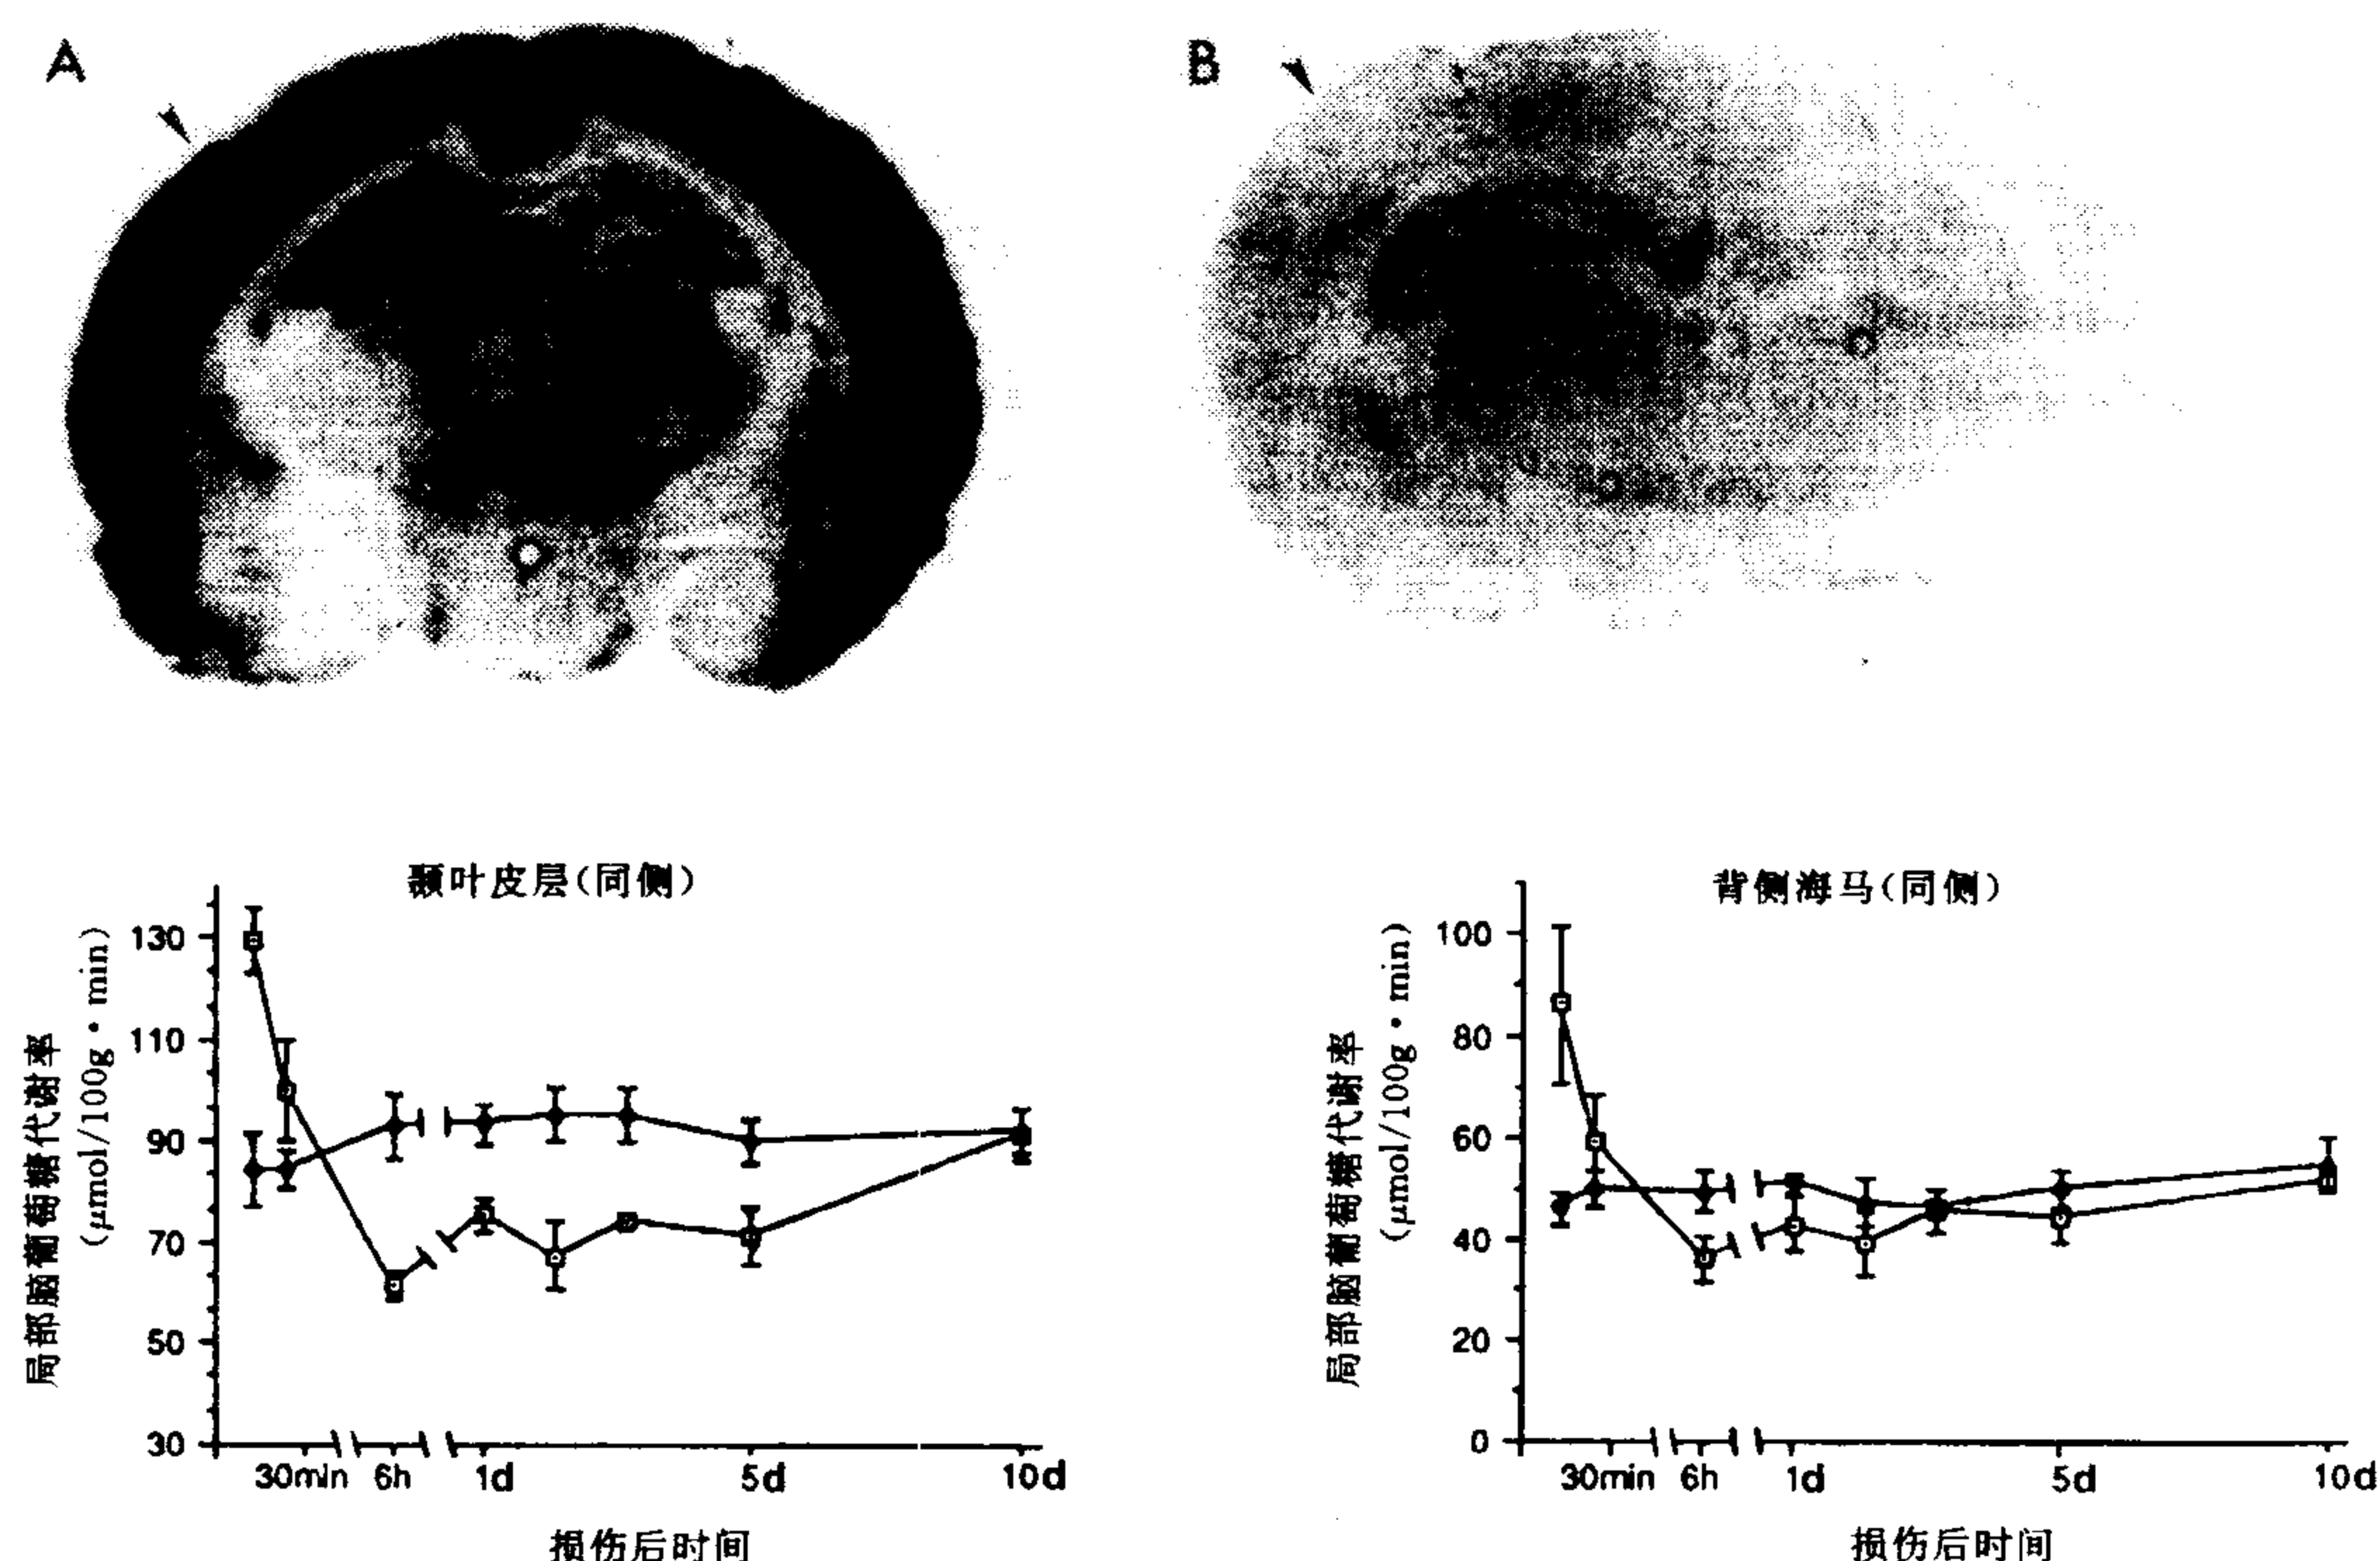 A
B
颞叶皮层(同侧)
局部脑葡萄糖代谢率
(μmol/100g·min)
130
110
90
70
50
30
30min 6h 1d 5d 10d
损伤后时间
背侧海马(同侧)
局部脑葡萄糖代谢率
(μmol/100g·min)
100
80
60
40
20
0
30min 6h 1d 5d 10d
损伤后时间